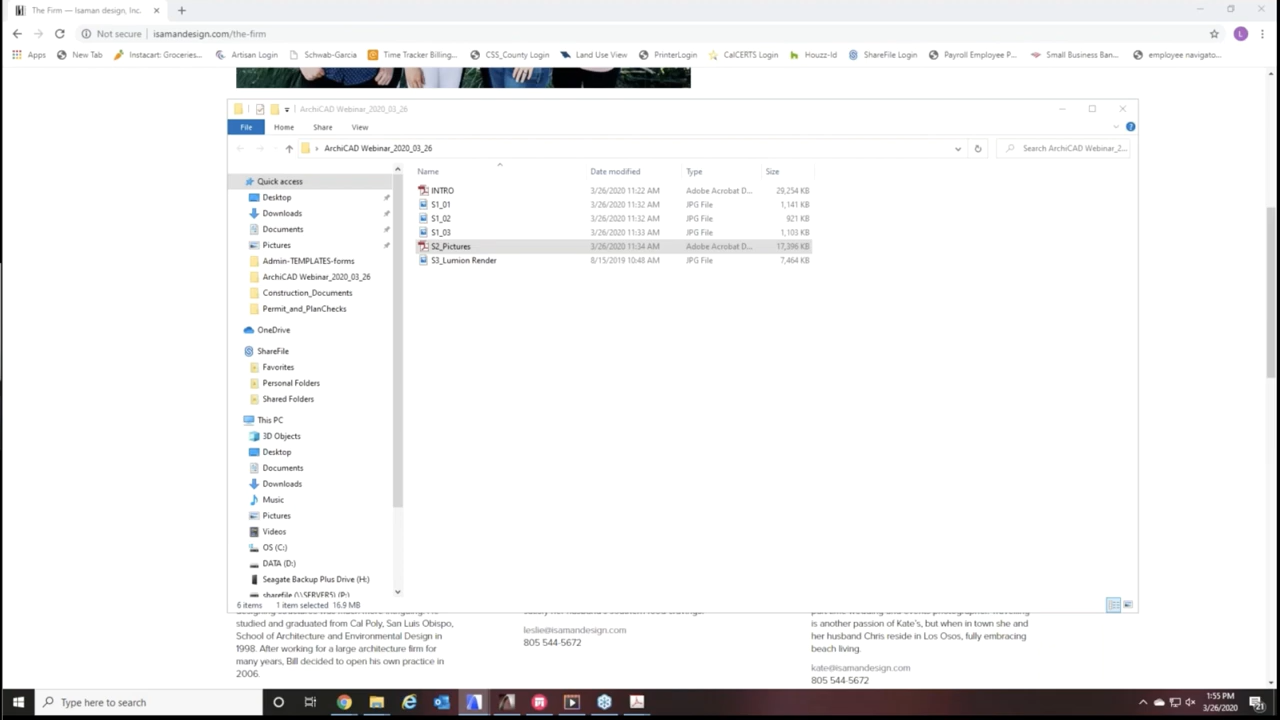 The Firm — Isaman design, Inc.
Not secure | isamandesign.com/the-firm
L
Apps New Tab Instacart: Groceries... Artisan Login Schwab-Garcia Time Tracker Billing... CSS_County Login Land Use View PrinterLogin CalCERTS Login Houzz-Id ShareFile Login Payroll Employee P... Small Business Ban... employee navigato...
ArchiCAD Webinar_2020_03_26
File Home Share View
ArchiCAD Webinar_2020_03_26 Search ArchiCAD Webinar_2...
Name Date modified Type Size
INTRO 3/26/2020 11:22 AM Adobe Acrobat D... 29,254 KB
S1_01 3/26/2020 11:32 AM JPG File 1,141 KB
S1_02 3/26/2020 11:32 AM JPG File 921 KB
S1_03 3/26/2020 11:33 AM JPG File 1,103 KB
S2_Pictures 3/26/2020 11:34 AM Adobe Acrobat D... 17,396 KB
S3_Lumion Render 8/15/2019 10:48 AM JPG File 7,464 KB
Quick access
Desktop
Downloads
Documents
Pictures
Admin-TEMPLATES-forms
ArchiCAD Webinar_2020_03_26
Construction_Documents
Permit_and_PlanChecks
OneDrive
ShareFile
Favorites
Personal Folders
Shared Folders
This PC
3D Objects
Desktop
Documents
Downloads
Music
Pictures
Videos
OS (C:)
DATA (D:)
Seagate Backup Plus Drive (H:)
sharefile (\\SERVER5) (P:)
6 items 1 item selected 16.9 MB
studied and graduated from Cal Poly, San Luis Obispo,
School of Architecture and Environmental Design in
1998. After working for a large architecture firm for
many years, Bill decided to open his own practice in
2006.
leslie@isamandesign.com
805 544-5672
is another passion of Kate's, but when in town she and
her husband Chris reside in Los Osos, fully embracing
beach living.
kate@isamandesign.com
805 544-5672
Type here to search
1:55 PM
3/26/2020
21